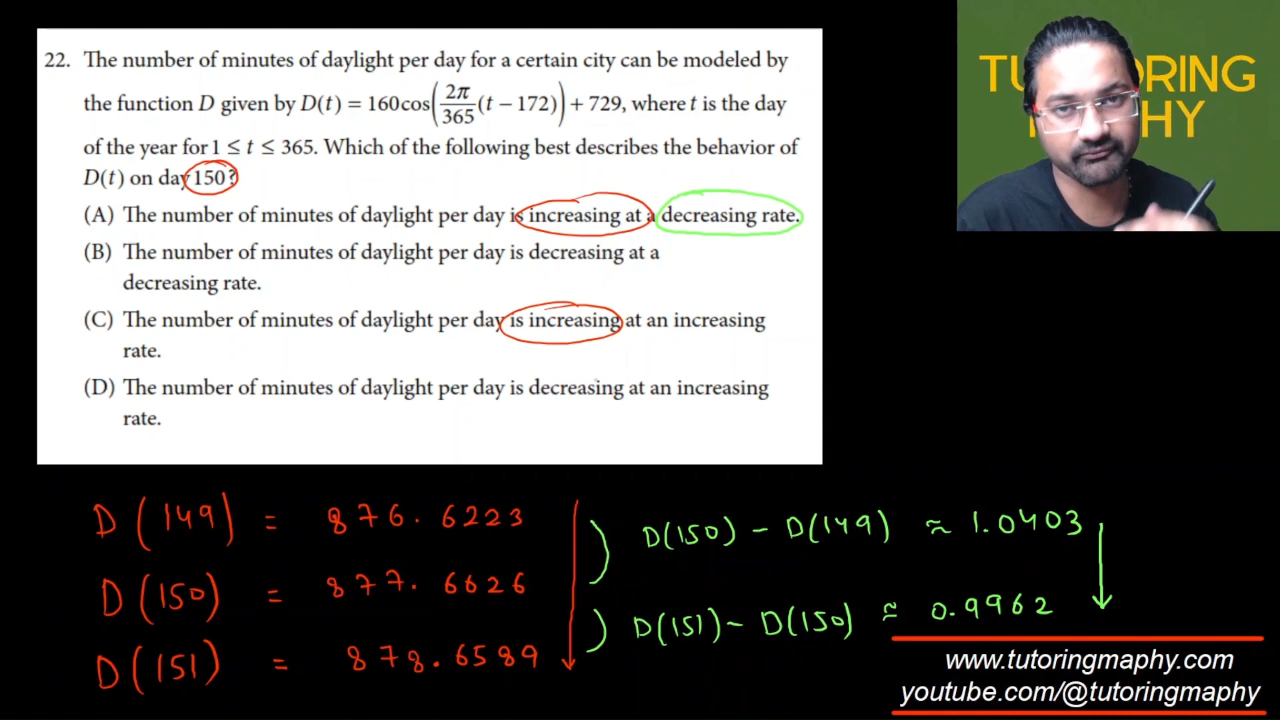 TUTORING
MAPHY
22. The number of minutes of daylight per day for a certain city can be modeled by
the function D given by D(t) = 160cos(2π/365 (t − 172)) + 729, where t is the day
of the year for 1 ≤ t ≤ 365. Which of the following best describes the behavior of
D(t) on day 150?
(A) The number of minutes of daylight per day is increasing at a decreasing rate.
(B) The number of minutes of daylight per day is decreasing at a
decreasing rate.
(C) The number of minutes of daylight per day is increasing at an increasing
rate.
(D) The number of minutes of daylight per day is decreasing at an increasing
rate.
D(149) = 876.6223
D(150) = 877.6626
D(151) = 878.6589
D(150) − D(149) ≈ 1.0403
D(151) − D(150) ≈ 0.9962
www.tutoringmaphy.com
youtube.com/@tutoringmaphy